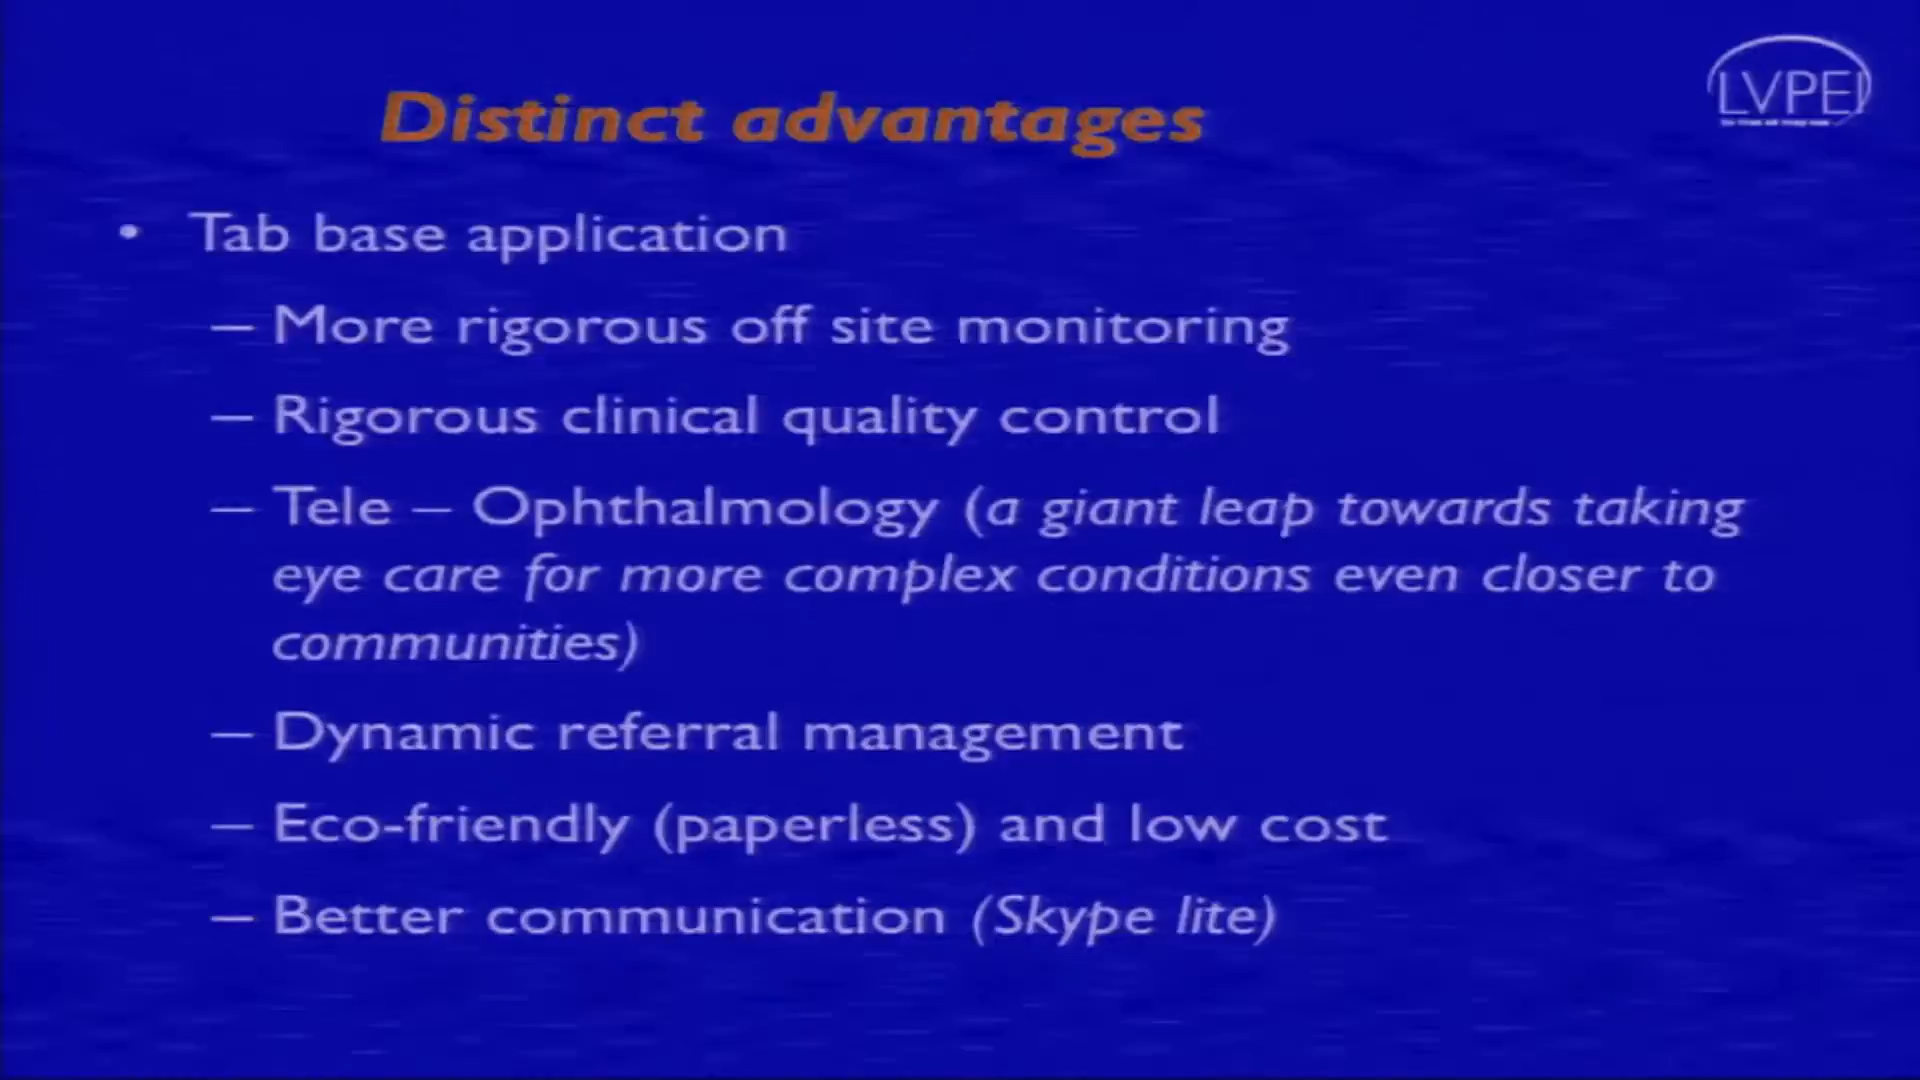 LVPEI
Distinct advantages
• Tab base application
– More rigorous off site monitoring
– Rigorous clinical quality control
– Tele – Ophthalmology (a giant leap towards taking
eye care for more complex conditions even closer to
communities)
– Dynamic referral management
– Eco-friendly (paperless) and low cost
– Better communication (Skype lite)